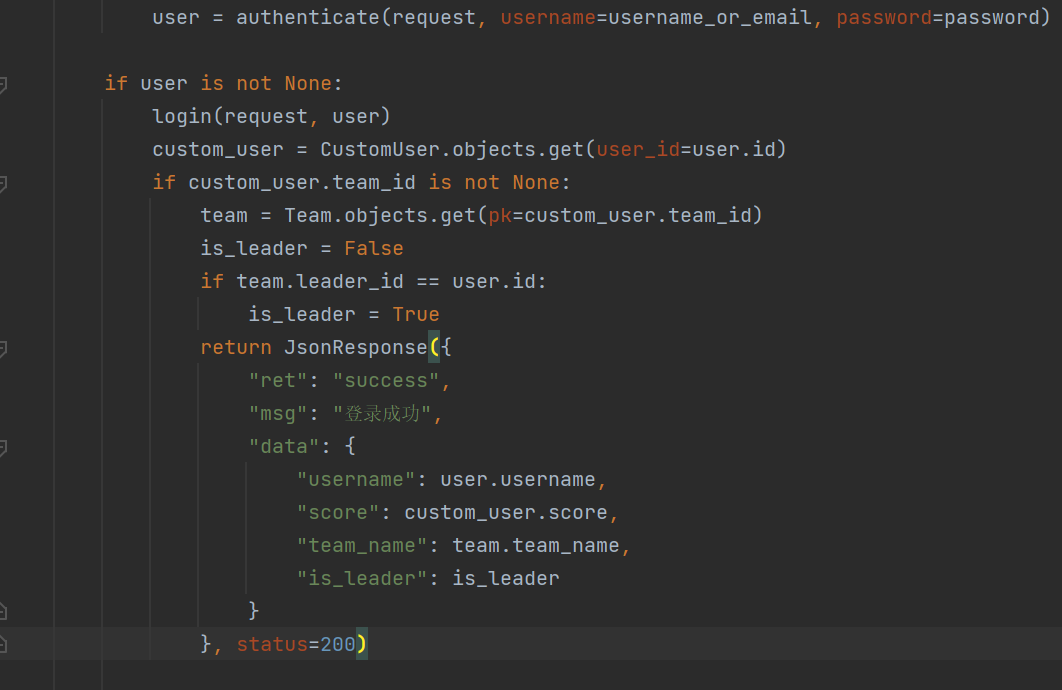 user = authenticate(request, username=username_or_email, password=password)
if user is not None:
login(request, user)
custom_user = CustomUser.objects.get(user_id=user.id)
if custom_user.team_id is not None:
team = Team.objects.get(pk=custom_user.team_id)
is_leader = False
if team.leader_id == user.id:
is_leader = True
return JsonResponse({
"ret": "success",
"msg": "登录成功",
"data": {
"username": user.username,
"score": custom_user.score,
"team_name": team.team_name,
"is_leader": is_leader
}
}, status=200)